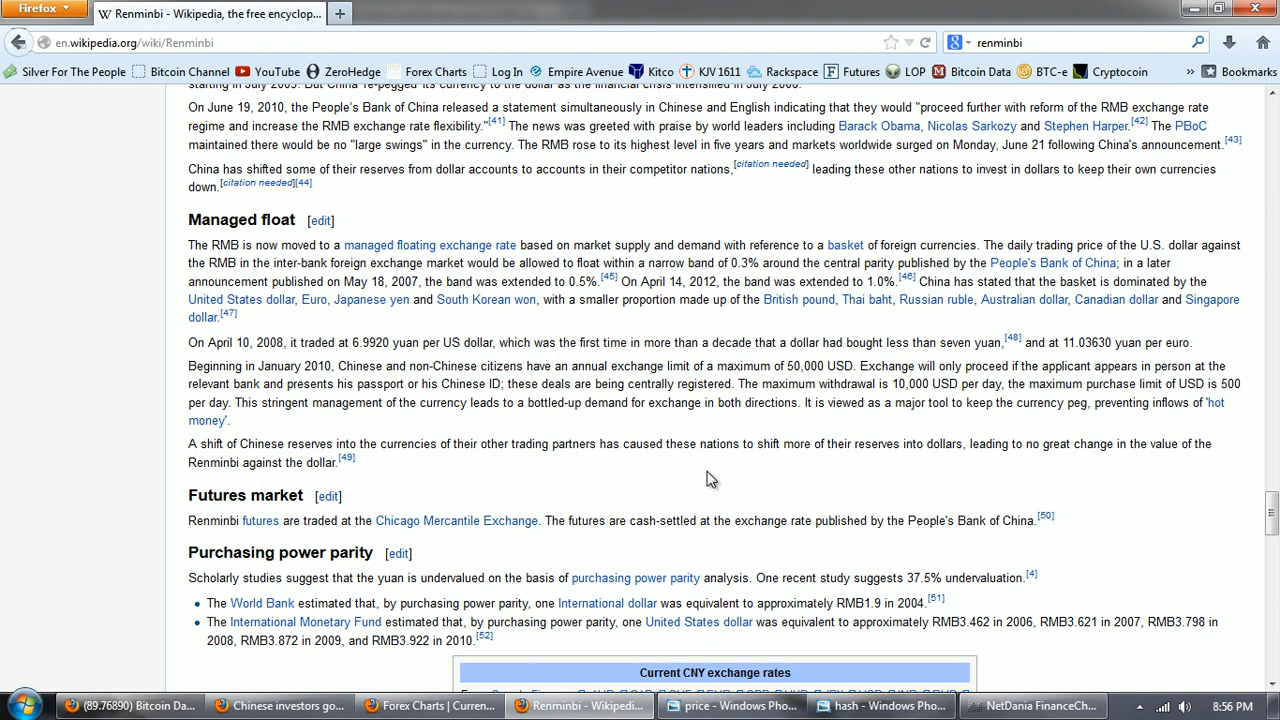 Firefox
Renminbi - Wikipedia, the free encyclop...
en.wikipedia.org/wiki/Renminbi
renminbi
Silver For The People Bitcoin Channel YouTube ZeroHedge Forex Charts Log In Empire Avenue Kitco KJV 1611 Rackspace Futures LOP Bitcoin Data BTC-e Cryptocoin » Bookmarks
starting in July 2005. But China re-pegged its currency to the dollar as the financial crisis intensified in July 2008.
On June 19, 2010, the People's Bank of China released a statement simultaneously in Chinese and English indicating that they would "proceed further with reform of the RMB exchange rate
regime and increase the RMB exchange rate flexibility."[41] The news was greeted with praise by world leaders including Barack Obama, Nicolas Sarkozy and Stephen Harper.[42] The PBoC
maintained there would be no "large swings" in the currency. The RMB rose to its highest level in five years and markets worldwide surged on Monday, June 21 following China's announcement.[43]
China has shifted some of their reserves from dollar accounts to accounts in their competitor nations,[citation needed] leading these other nations to invest in dollars to keep their own currencies
down.[citation needed][44]
Managed float [edit]
The RMB is now moved to a managed floating exchange rate based on market supply and demand with reference to a basket of foreign currencies. The daily trading price of the U.S. dollar against
the RMB in the inter-bank foreign exchange market would be allowed to float within a narrow band of 0.3% around the central parity published by the People's Bank of China; in a later
announcement published on May 18, 2007, the band was extended to 0.5%.[45] On April 14, 2012, the band was extended to 1.0%.[46] China has stated that the basket is dominated by the
United States dollar, Euro, Japanese yen and South Korean won, with a smaller proportion made up of the British pound, Thai baht, Russian ruble, Australian dollar, Canadian dollar and Singapore
dollar.[47]
On April 10, 2008, it traded at 6.9920 yuan per US dollar, which was the first time in more than a decade that a dollar had bought less than seven yuan,[48] and at 11.03630 yuan per euro.
Beginning in January 2010, Chinese and non-Chinese citizens have an annual exchange limit of a maximum of 50,000 USD. Exchange will only proceed if the applicant appears in person at the
relevant bank and presents his passport or his Chinese ID; these deals are being centrally registered. The maximum withdrawal is 10,000 USD per day, the maximum purchase limit of USD is 500
per day. This stringent management of the currency leads to a bottled-up demand for exchange in both directions. It is viewed as a major tool to keep the currency peg, preventing inflows of 'hot
money'.
A shift of Chinese reserves into the currencies of their other trading partners has caused these nations to shift more of their reserves into dollars, leading to no great change in the value of the
Renminbi against the dollar.[49]
Futures market [edit]
Renminbi futures are traded at the Chicago Mercantile Exchange. The futures are cash-settled at the exchange rate published by the People's Bank of China.[50]
Purchasing power parity [edit]
Scholarly studies suggest that the yuan is undervalued on the basis of purchasing power parity analysis. One recent study suggests 37.5% undervaluation.[4]
• The World Bank estimated that, by purchasing power parity, one International dollar was equivalent to approximately RMB1.9 in 2004.[51]
• The International Monetary Fund estimated that, by purchasing power parity, one United States dollar was equivalent to approximately RMB3.462 in 2006, RMB3.621 in 2007, RMB3.798 in
2008, RMB3.872 in 2009, and RMB3.922 in 2010.[52]
Current CNY exchange rates
(89.76890) Bitcoin Da... Chinese investors go... Forex Charts | Curren... Renminbi - Wikipedi... price - Windows Pho... hash - Windows Pho... NetDania FinanceCh... 8:56 PM